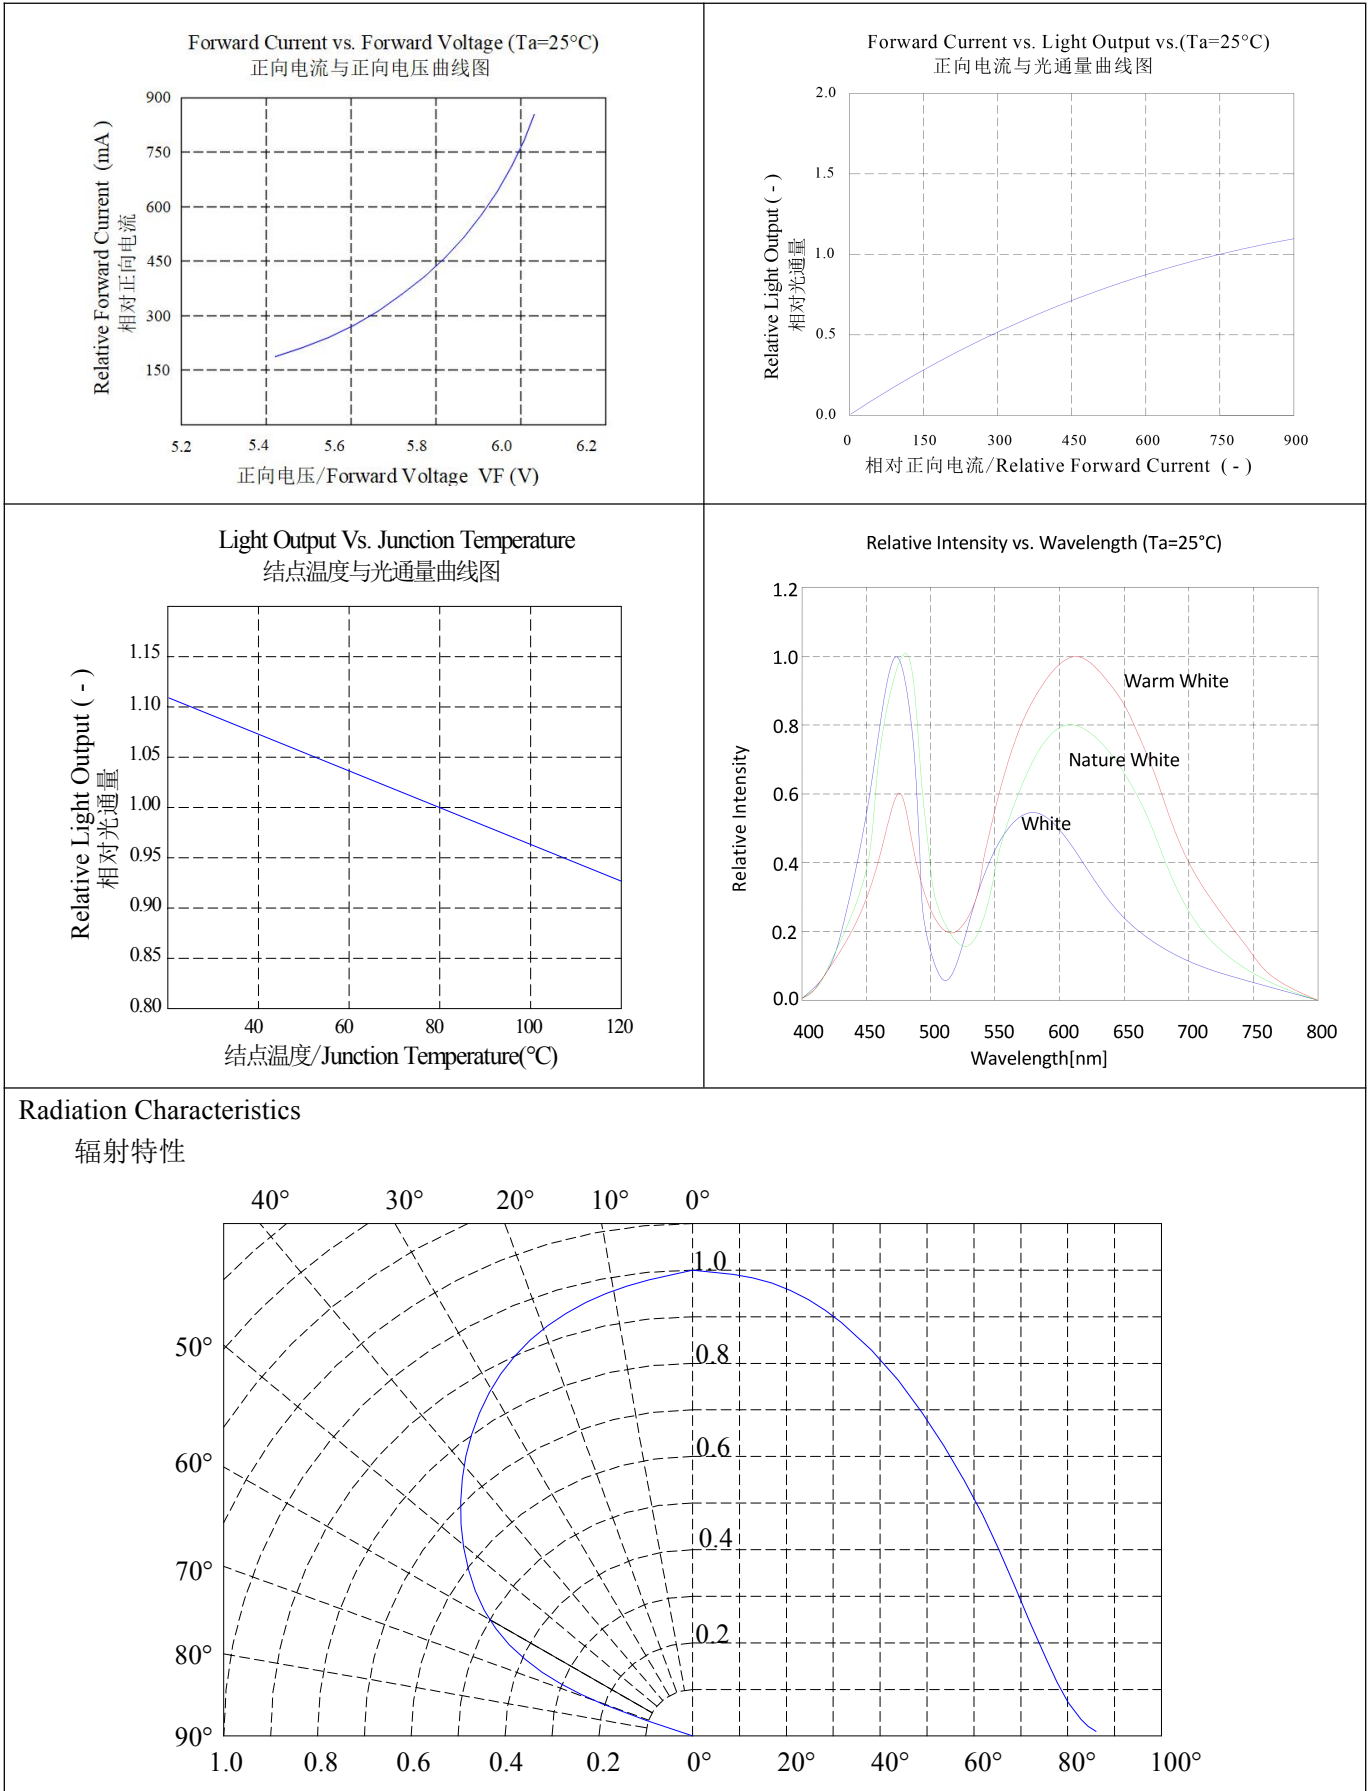 Forward Current vs. Forward Voltage (Ta=25°C)
正向电流与正向电压曲线图
Relative Forward Current (mA)
相对正向电流
900
750
600
450
300
150
5.2 5.4 5.6 5.8 6.0 6.2
正向电压/Forward Voltage VF (V)
Forward Current vs. Light Output vs.(Ta=25°C)
正向电流与光通量曲线图
Relative Light Output ( - )
相对光通量
2.0
1.5
1.0
0.5
0.0
0 150 300 450 600 750 900
相对正向电流/Relative Forward Current ( - )
Light Output Vs. Junction Temperature
结点温度与光通量曲线图
Relative Light Output ( - )
相对光通量
1.15
1.10
1.05
1.00
0.95
0.90
0.85
0.80
40 60 80 100 120
结点温度/Junction Temperature(°C)
Relative Intensity vs. Wavelength (Ta=25°C)
Relative Intensity
1.2
1.0
0.8
0.6
0.4
0.2
0.0
Warm White
Nature White
White
400 450 500 550 600 650 700 750 800
Wavelength[nm]
Radiation Characteristics
辐射特性
40° 30° 20° 10° 0°
1.0
50°
0.8
0.6
60°
0.4
70°
0.2
80°
90°
1.0 0.8 0.6 0.4 0.2 0° 20° 40° 60° 80° 100°